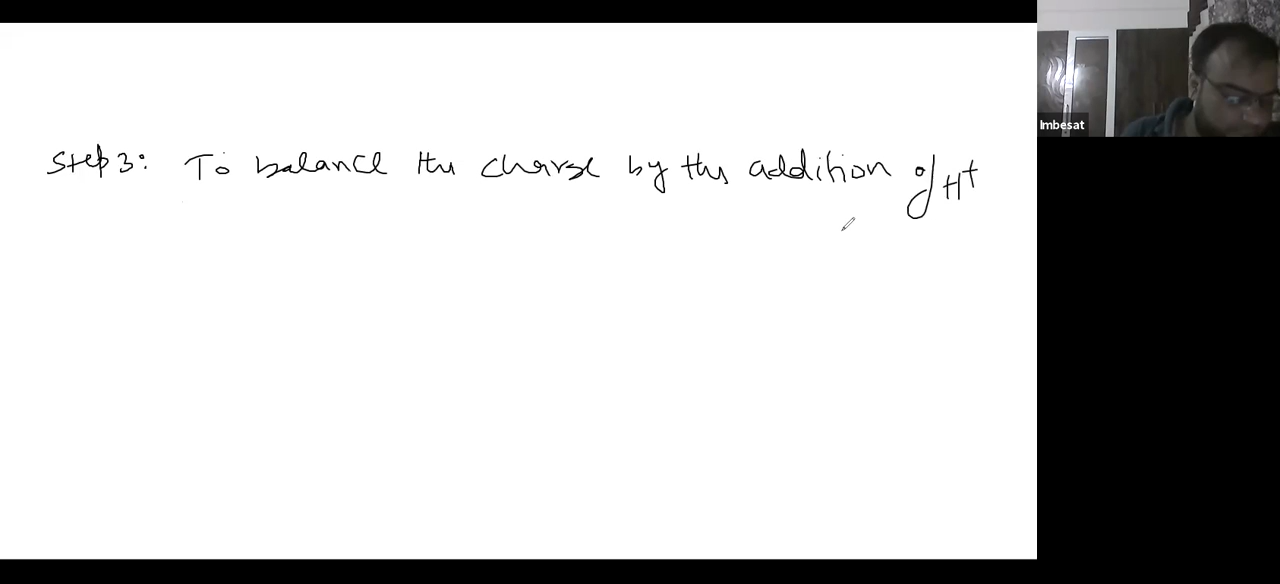 Step 3: To balance the charge by the addition of H+
Imbesat